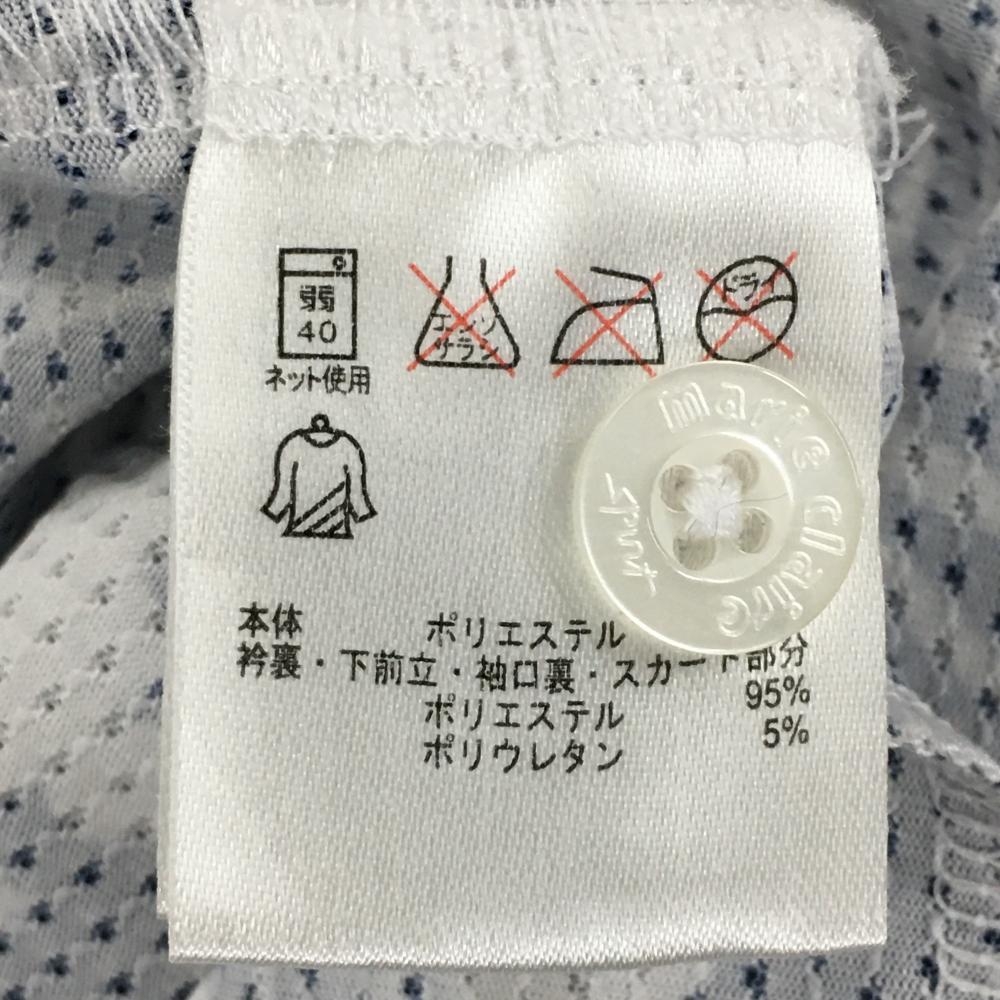 弱
40
ネット使用
エンソ
サラシ
ドライ
marie claire
sport
本体
ポリエステル
衿裏・下前立・袖口裏・スカート部分
ポリエステル 95%
ポリウレタン 5%